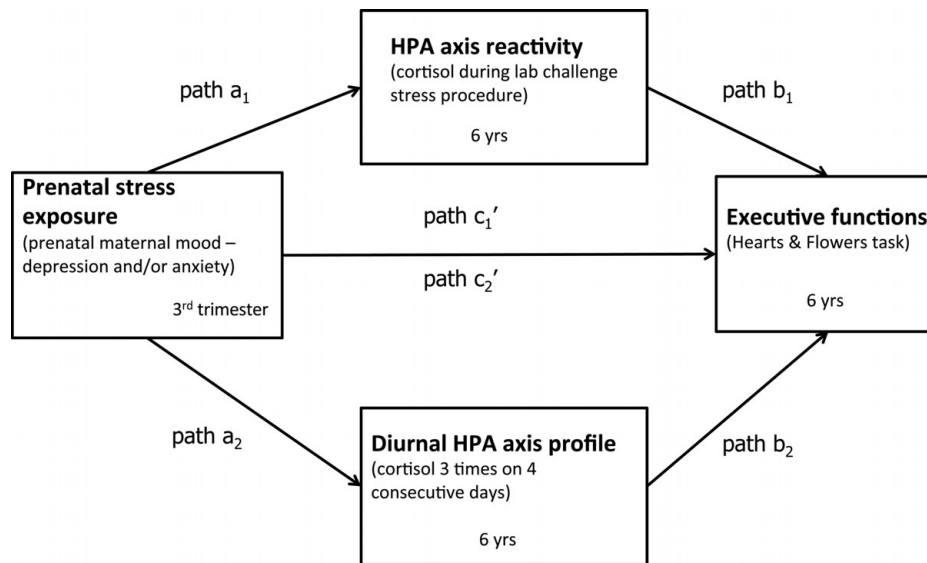 HPA axis reactivity
(cortisol during lab challenge
stress procedure)
6 yrs
path a₁
path b₁
Prenatal stress
exposure
(prenatal maternal mood –
depression and/or anxiety)
3ʳᵈ trimester
path c₁’
path c₂’
Executive functions
(Hearts & Flowers task)
6 yrs
path a₂
path b₂
Diurnal HPA axis profile
(cortisol 3 times on 4
consecutive days)
6 yrs